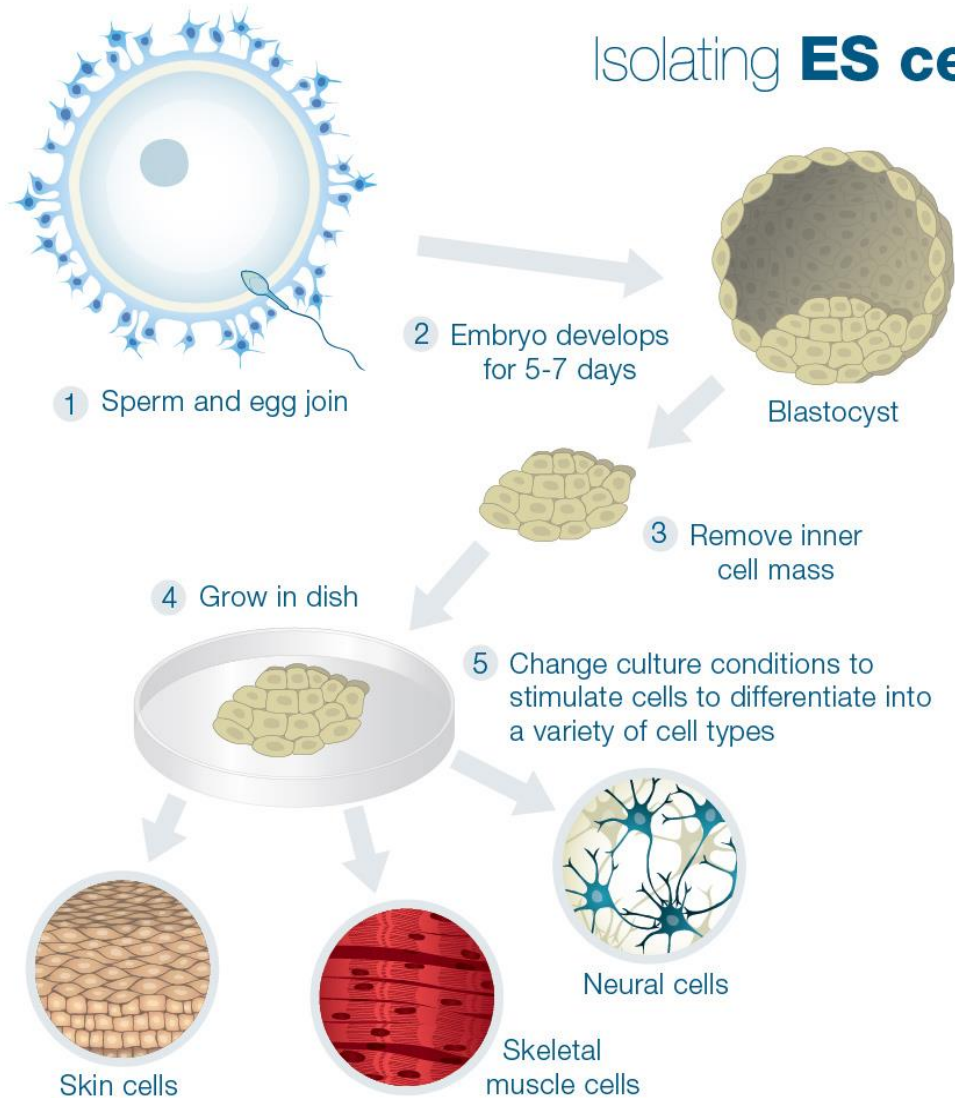 Isolating ES ce
1 Sperm and egg join
2 Embryo develops
for 5-7 days
Blastocyst
3 Remove inner
cell mass
4 Grow in dish
5 Change culture conditions to
stimulate cells to differentiate into
a variety of cell types
Neural cells
Skeletal
muscle cells
Skin cells